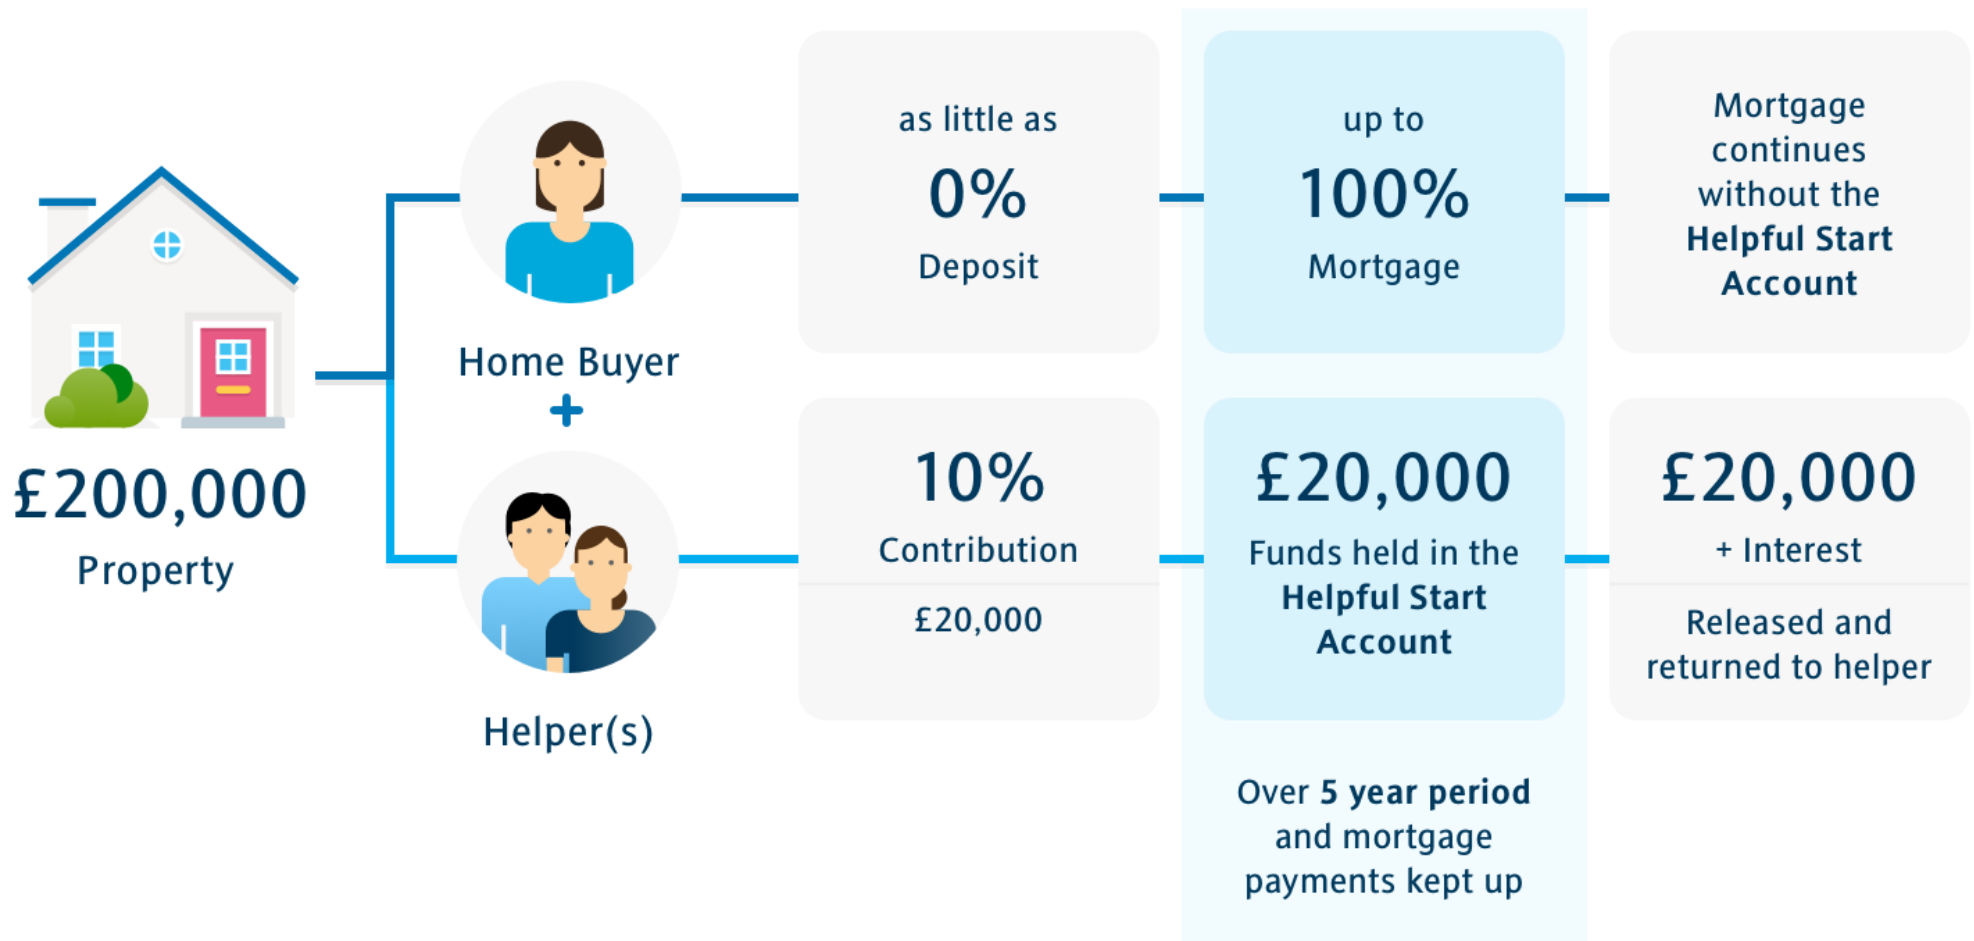 £200,000
Property
Home Buyer
+
Helper(s)
as little as
0%
Deposit
up to
100%
Mortgage
Mortgage
continues
without the
Helpful Start
Account
10%
Contribution
£20,000
£20,000
Funds held in the
Helpful Start
Account
£20,000
+ Interest
Released and
returned to helper
Over 5 year period
and mortgage
payments kept up